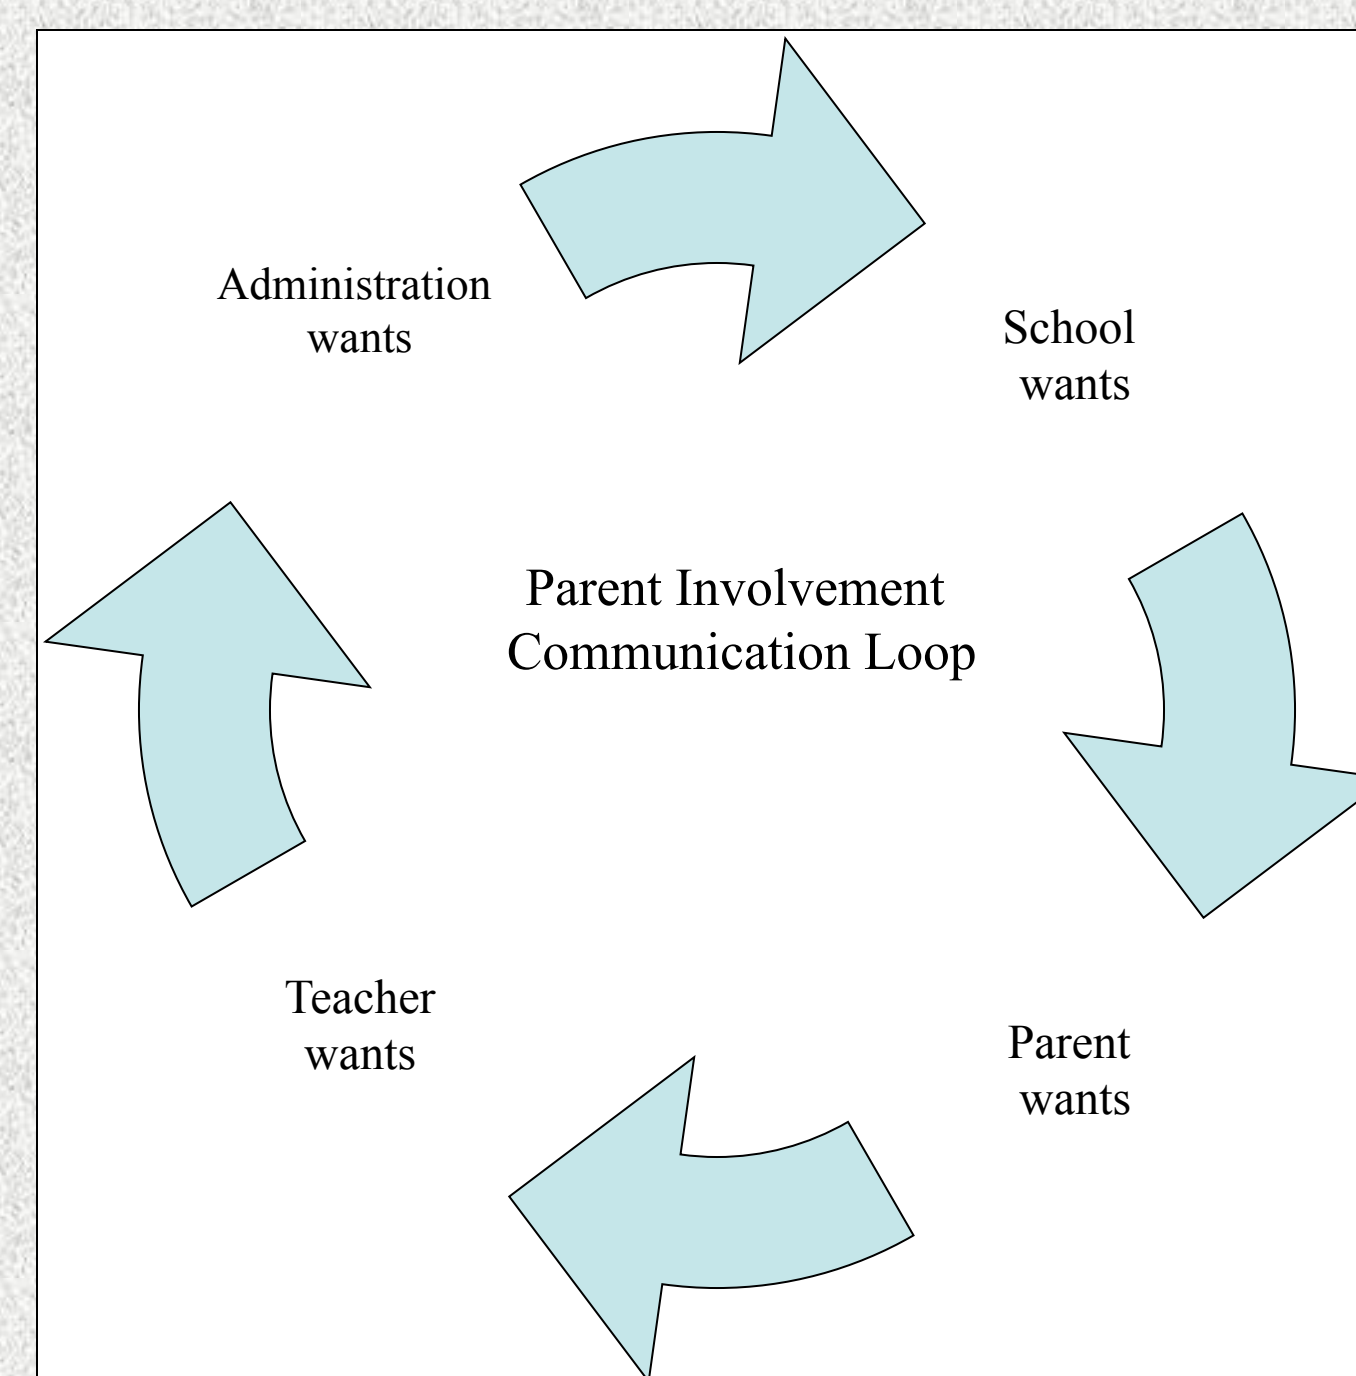 Administration
wants
School
wants
Parent Involvement
Communication Loop
Teacher
wants
Parent
wants